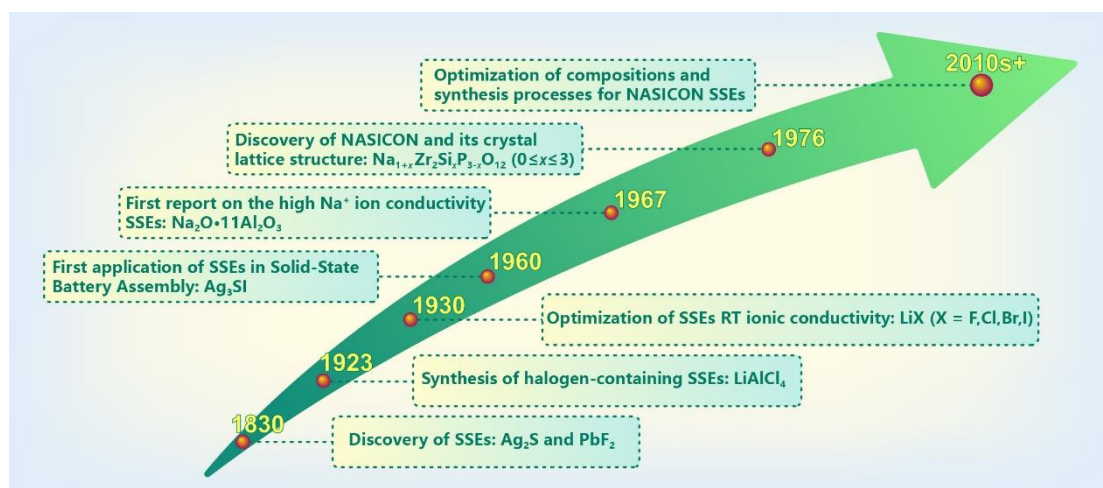 2010s+
Optimization of compositions and
synthesis processes for NASICON SSEs
1976
Discovery of NASICON and its crystal
lattice structure: Na₁₊ₓZr₂SiₓP₃₋ₓO₁₂ (0≤x≤3)
1967
First report on the high Na⁺ ion conductivity
SSEs: Na₂O•11Al₂O₃
1960
First application of SSEs in Solid-State
Battery Assembly: Ag₃SI
1930
Optimization of SSEs RT ionic conductivity: LiX (X = F,Cl,Br,I)
1923
Synthesis of halogen-containing SSEs: LiAlCl₄
1830
Discovery of SSEs: Ag₂S and PbF₂